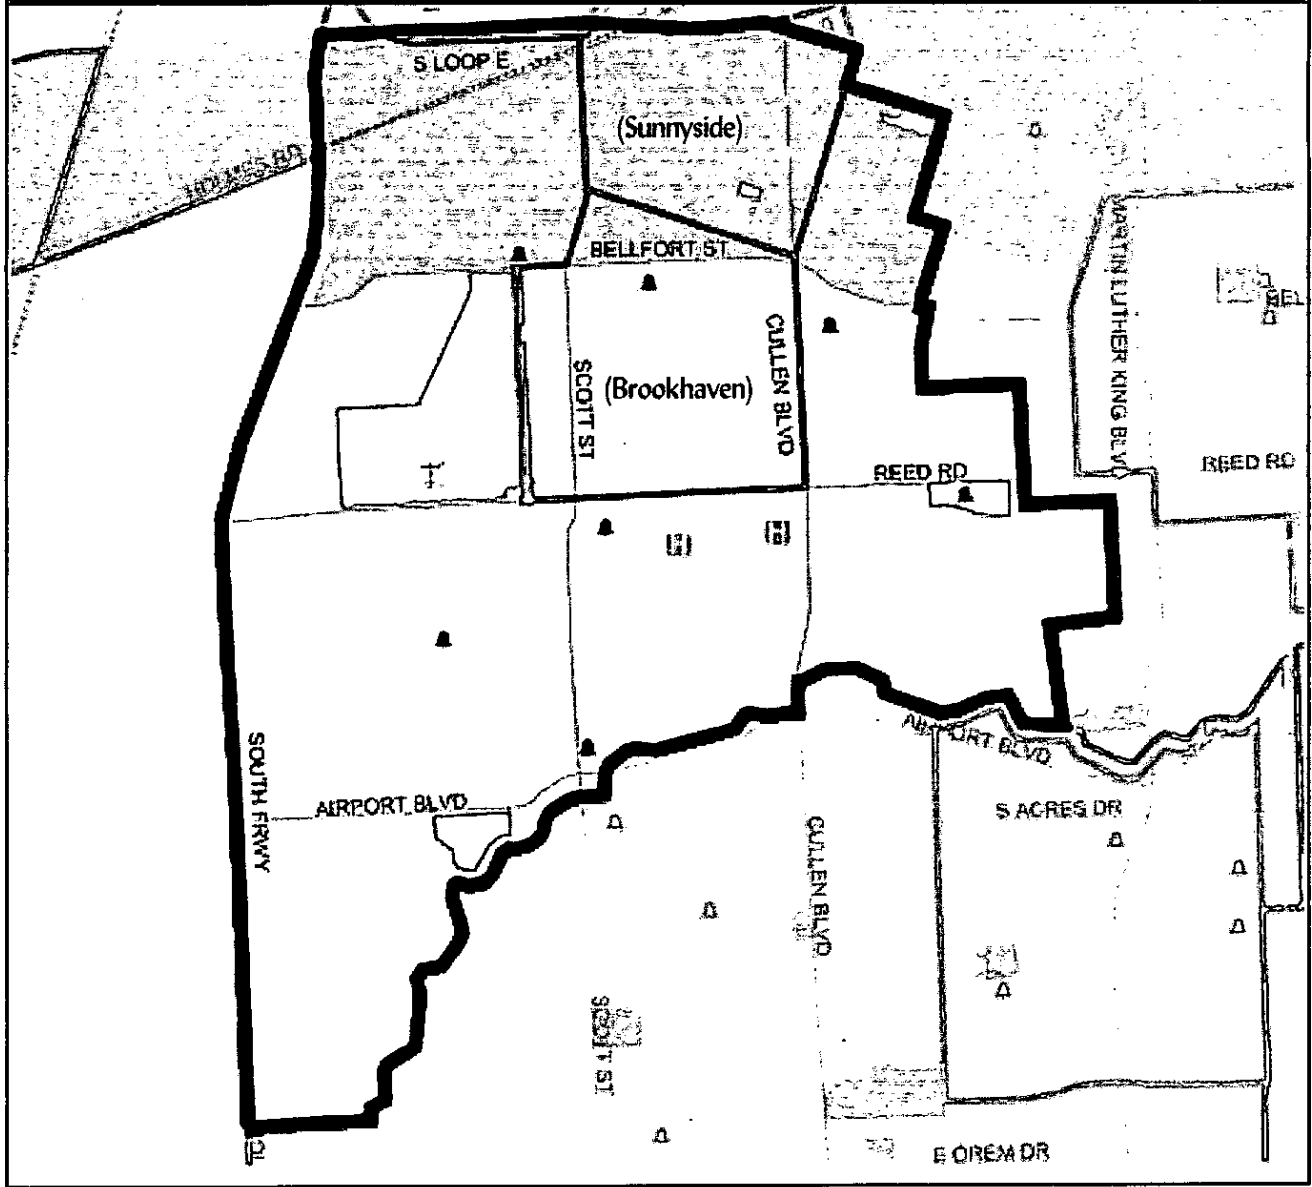 S LOOP E
(Sunnyside)
HOLMES RD
BELLFORT ST
MARTIN LUTHER KING BLVD
BEL
SCOTT ST
(Brookhaven)
CULLEN BLVD
REED RD
REED RD
SOUTH FRWY
AIRPORT BLVD
AIRPORT BLVD
S ACRES DR
CULLEN BLVD
SCOTT ST
E OREM DR